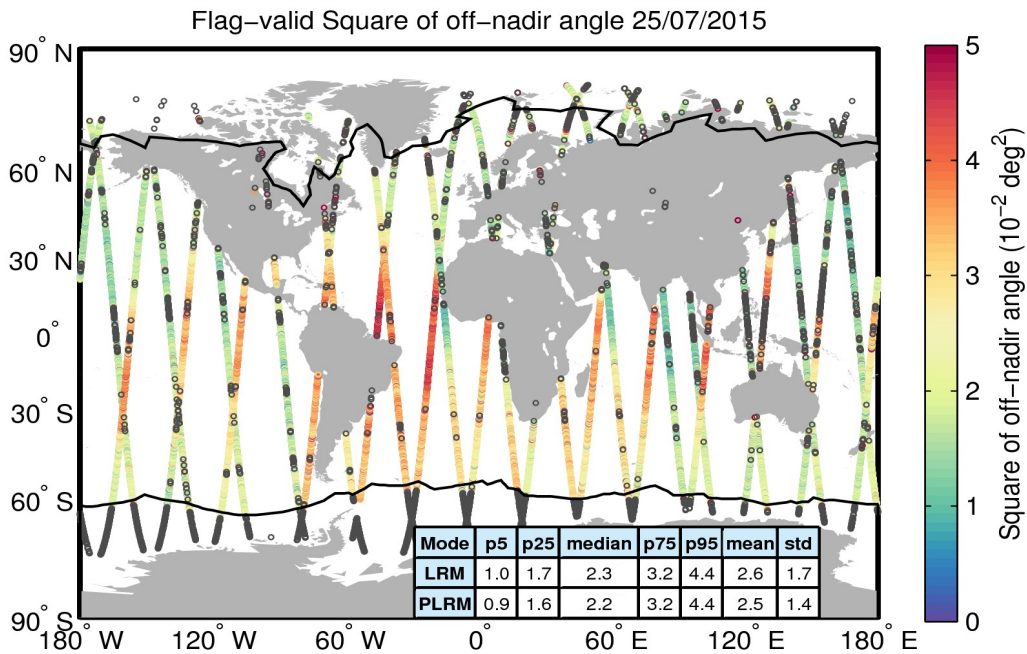 Flag−valid Square of off−nadir angle 25/07/2015
90° N
60° N
30° N
0°
30° S
60° S
90° S
180° W
120° W
60° W
0°
60° E
120° E
180° E
Mode p5 p25 median p75 p95 mean std
LRM 1.0 1.7 2.3 3.2 4.4 2.6 1.7
PLRM 0.9 1.6 2.2 3.2 4.4 2.5 1.4
5
4
3
2
1
0
Square of off−nadir angle (10⁻² deg²)